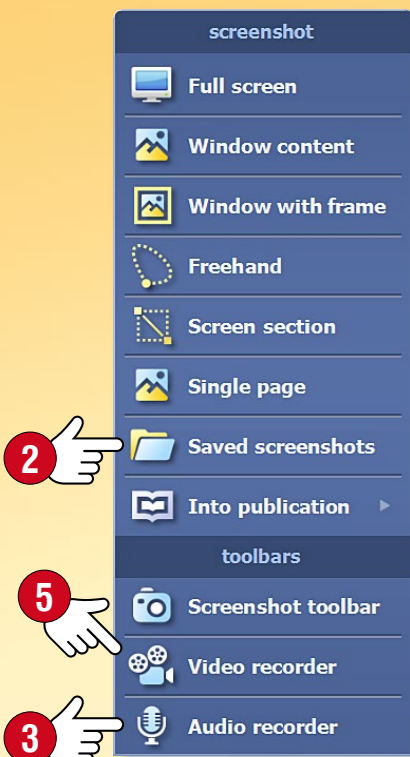 screenshot
Full screen
Window content
Window with frame
Freehand
Screen section
Single page
2
Saved screenshots
Into publication
toolbars
5
Screenshot toolbar
Video recorder
3
Audio recorder